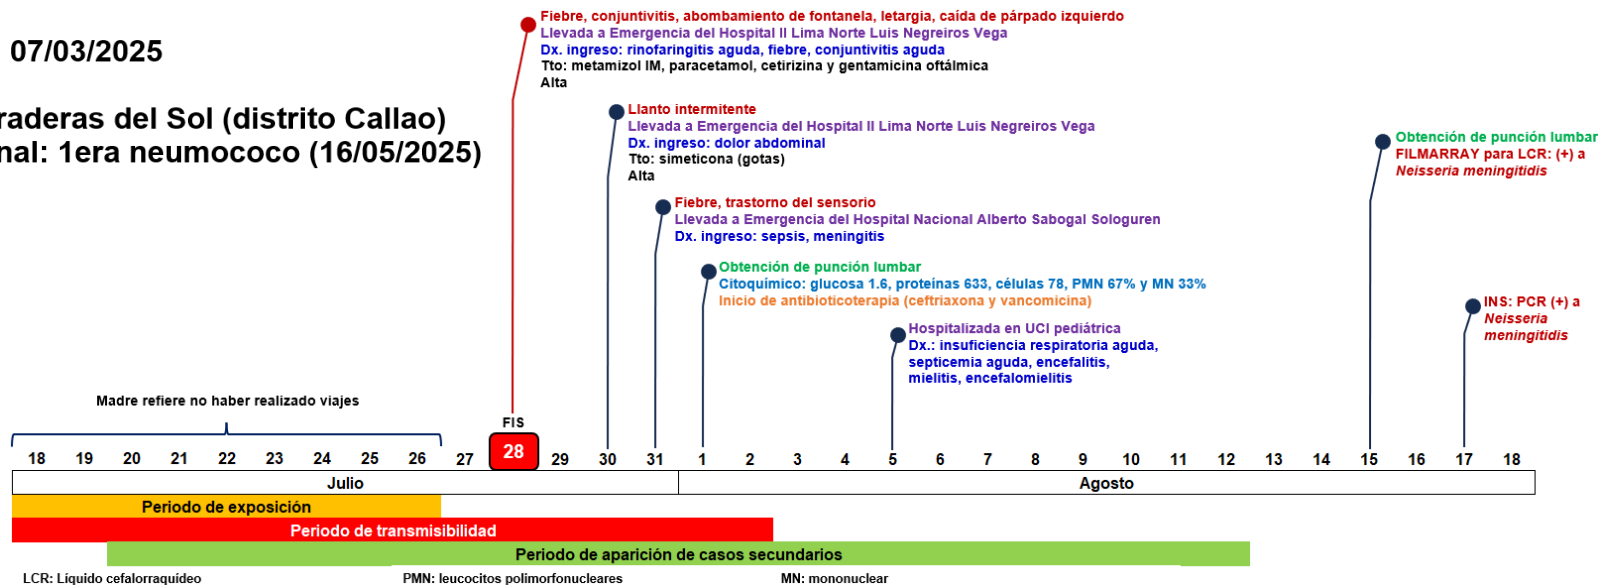 07/03/2025
raderas del Sol (distrito Callao)
nal: 1era neumococo (16/05/2025)
Fiebre, conjuntivitis, abombamiento de fontanela, letargia, caída de párpado izquierdo
Llevada a Emergencia del Hospital II Lima Norte Luis Negreiros Vega
Dx. ingreso: rinofaringitis aguda, fiebre, conjuntivitis aguda
Tto: metamizol IM, paracetamol, cetirizina y gentamicina oftálmica
Alta
Llanto intermitente
Llevada a Emergencia del Hospital II Lima Norte Luis Negreiros Vega
Dx. ingreso: dolor abdominal
Tto: simeticona (gotas)
Alta
Fiebre, trastorno del sensorio
Llevada a Emergencia del Hospital Nacional Alberto Sabogal Sologuren
Dx. ingreso: sepsis, meningitis
Obtención de punción lumbar
Citoquímico: glucosa 1.6, proteínas 633, células 78, PMN 67% y MN 33%
Inicio de antibioticoterapia (ceftriaxona y vancomicina)
Hospitalizada en UCI pediátrica
Dx.: insuficiencia respiratoria aguda,
septicemia aguda, encefalitis,
mielitis, encefalomielitis
Obtención de punción lumbar
FILMARRAY para LCR: (+) a
Neisseria meningitidis
INS: PCR (+) a
Neisseria
meningitidis
Madre refiere no haber realizado viajes
FIS
18 19 20 21 22 23 24 25 26 27 28 29 30 31 1 2 3 4 5 6 7 8 9 10 11 12 13 14 15 16 17 18
Julio Agosto
Periodo de exposición
Periodo de transmisibilidad
Periodo de aparición de casos secundarios
LCR: Líquido cefalorraquídeo PMN: leucocitos polimorfonucleares MN: mononuclear